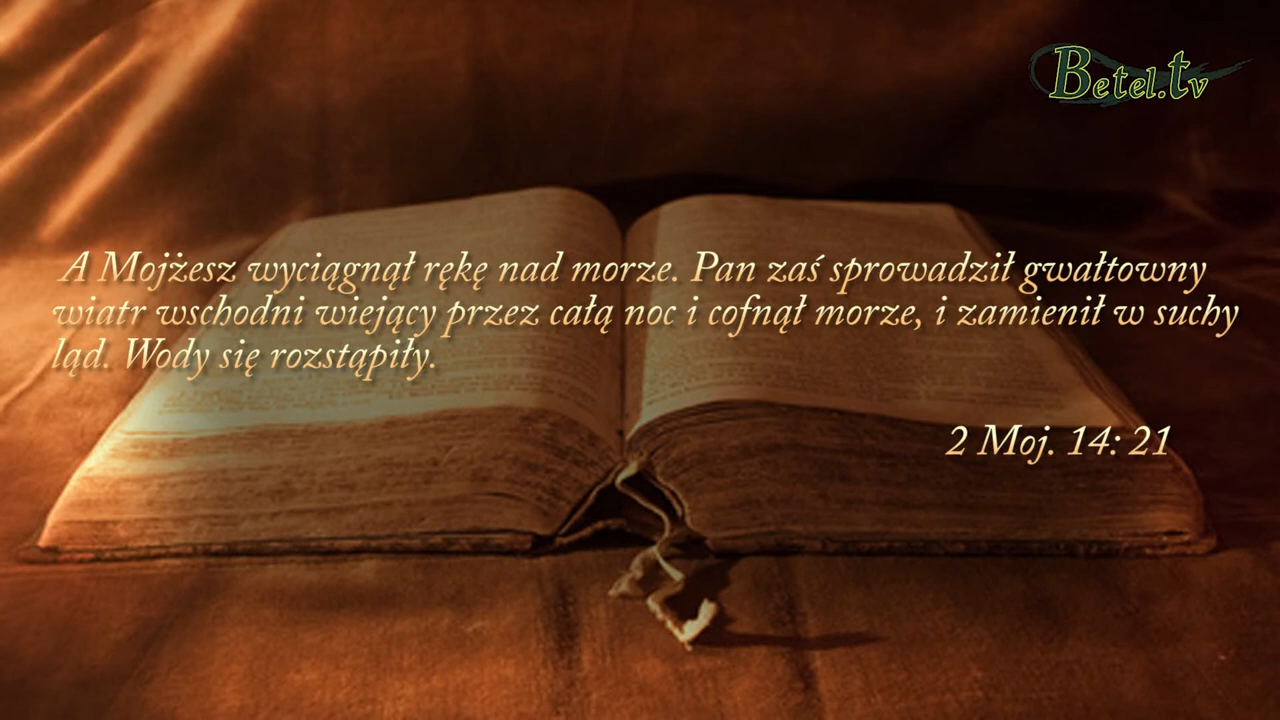 Betel.tv
A Mojżesz wyciągnął rękę nad morze. Pan zaś sprowadził gwałtowny
wiatr wschodni wiejący przez całą noc i cofnął morze, i zamienił w suchy
ląd. Wody się rozstąpiły.
2 Moj. 14: 21